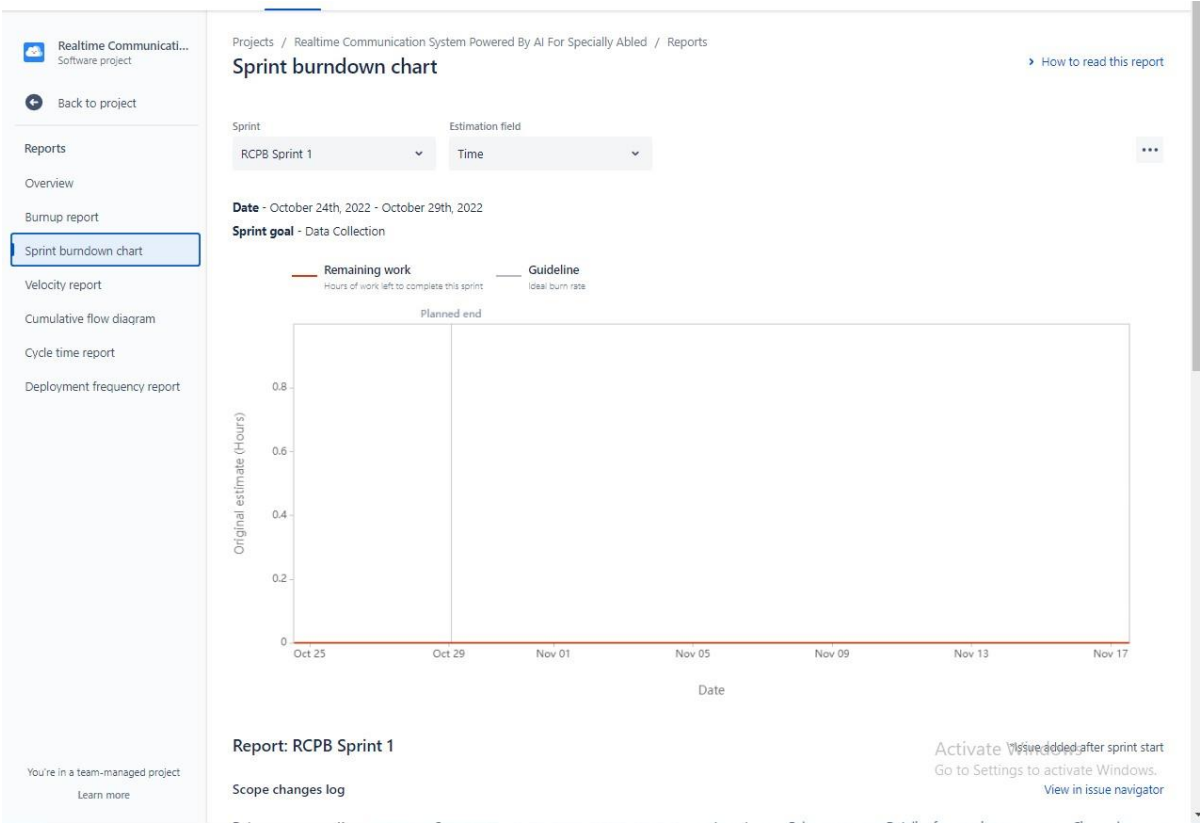 Realtime Communicati...
Software project
Back to project
Reports
Overview
Burnup report
Sprint burndown chart
Velocity report
Cumulative flow diagram
Cycle time report
Deployment frequency report
You're in a team-managed project
Learn more
Projects / Realtime Communication System Powered By AI For Specially Abled / Reports
Sprint burndown chart
How to read this report
Sprint
Estimation field
RCPB Sprint 1
Time
Date - October 24th, 2022 - October 29th, 2022
Sprint goal - Data Collection
Remaining work
Hours of work left to complete this sprint
Guideline
Ideal burn rate
Planned end
0.8
0.6
0.4
0.2
0
Original estimate (Hours)
Oct 25
Oct 29
Nov 01
Nov 05
Nov 09
Nov 13
Nov 17
Date
Report: RCPB Sprint 1
*Issue added after sprint start
Activate Windows
Go to Settings to activate Windows.
Scope changes log
View in issue navigator